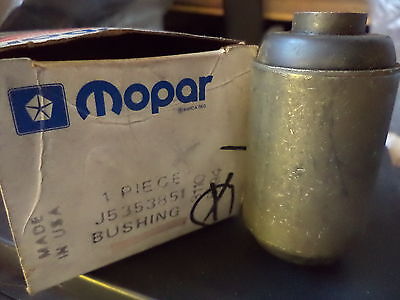 mopar
1 PIECE
J5353851
BUSHING
MADE
IN USA